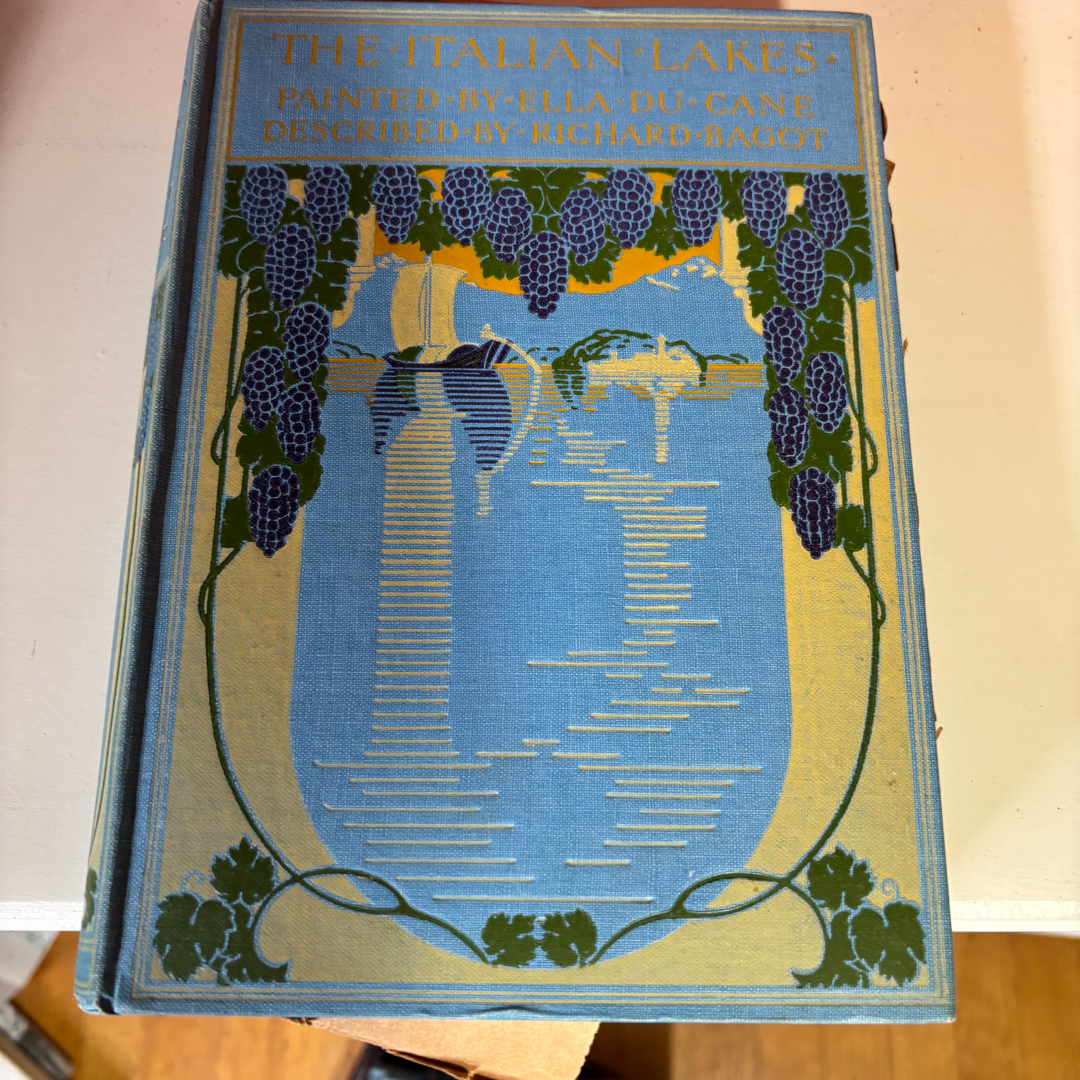 THE·ITALIAN·LAKES·
PAINTED·BY·ELLA·DU·CANE
DESCRIBED·BY·RICHARD·BAGOT